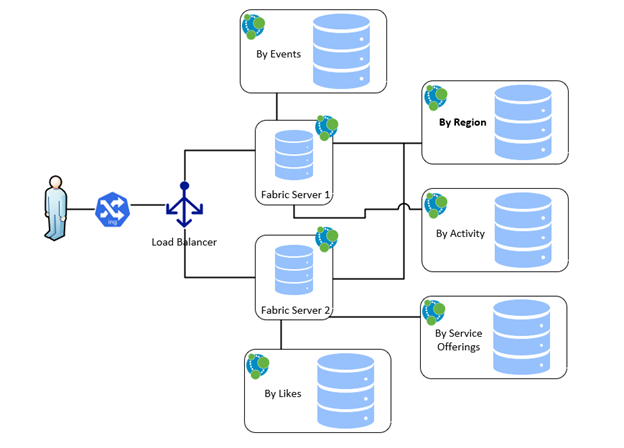 By Events
By Region
Fabric Server 1
ing
Load Balancer
By Activity
Fabric Server 2
By Service
Offerings
By Likes